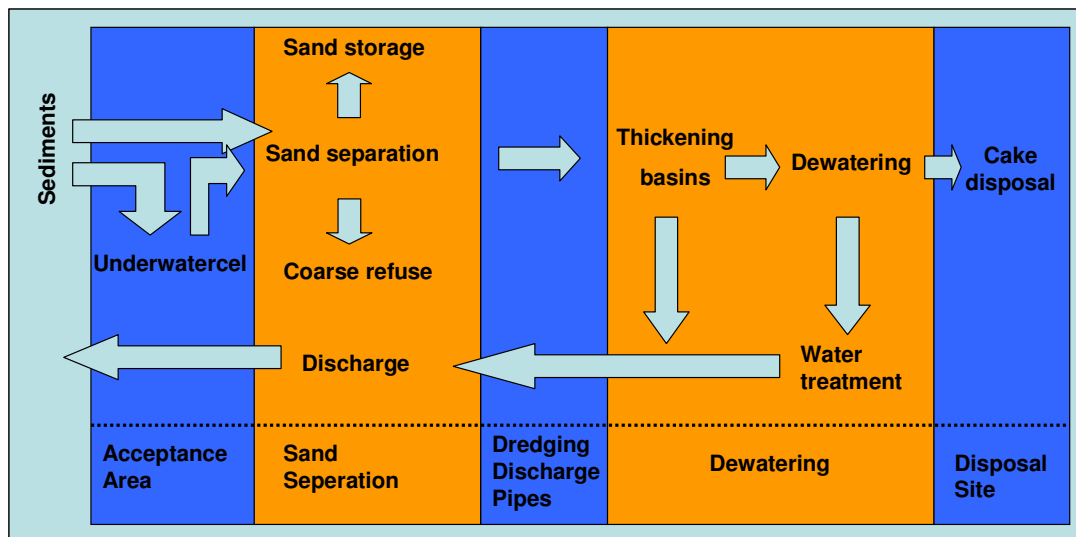 Sediments
Underwatercel
Sand storage
Sand separation
Coarse refuse
Discharge
Thickening
basins
Dewatering
Water
treatment
Cake
disposal
Acceptance
Area
Sand
Seperation
Dredging
Discharge
Pipes
Dewatering
Disposal
Site